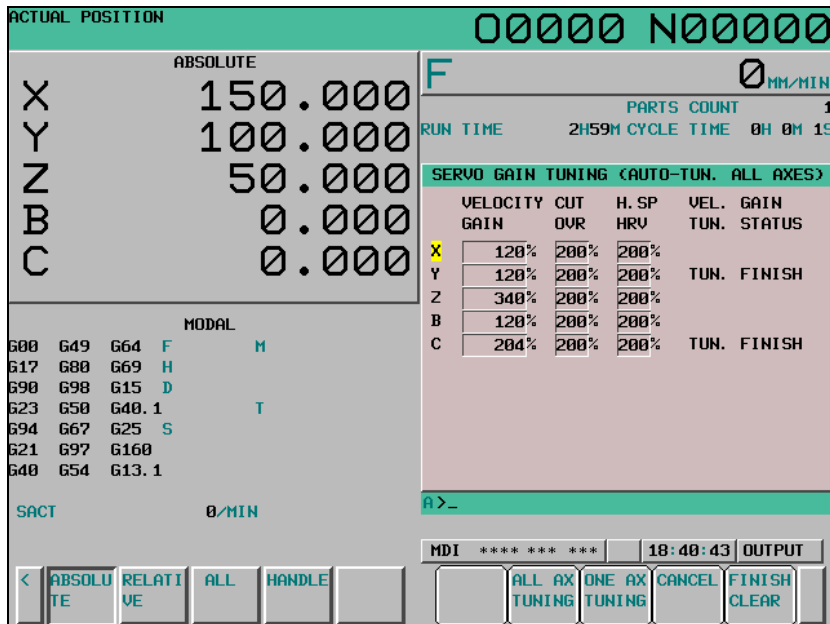 ACTUAL POSITION
O0000 N00000
ABSOLUTE
X 150.000
Y 100.000
Z 50.000
B 0.000
C 0.000
F 0 MM/MIN
PARTS COUNT 1
RUN TIME 2H59M CYCLE TIME 0H 0M 1S
SERVO GAIN TUNING (AUTO-TUN. ALL AXES)
VELOCITY CUT H.SP VEL. GAIN
GAIN OVR HRV TUN. STATUS
X 120% 200% 200%
Y 120% 200% 200% TUN. FINISH
Z 340% 200% 200%
B 120% 200% 200%
C 204% 200% 200% TUN. FINISH
MODAL
G00 G49 G64 F M
G17 G80 G69 H
G90 G98 G15 D
G23 G50 G40.1 T
G94 G67 G25 S
G21 G97 G160
G40 G54 G13.1
SACT 0/MIN
A>_
MDI **** *** *** 18:40:43 OUTPUT
< ABSOLU RELATI ALL HANDLE
TE VE
ALL AX ONE AX CANCEL FINISH
TUNING TUNING CLEAR